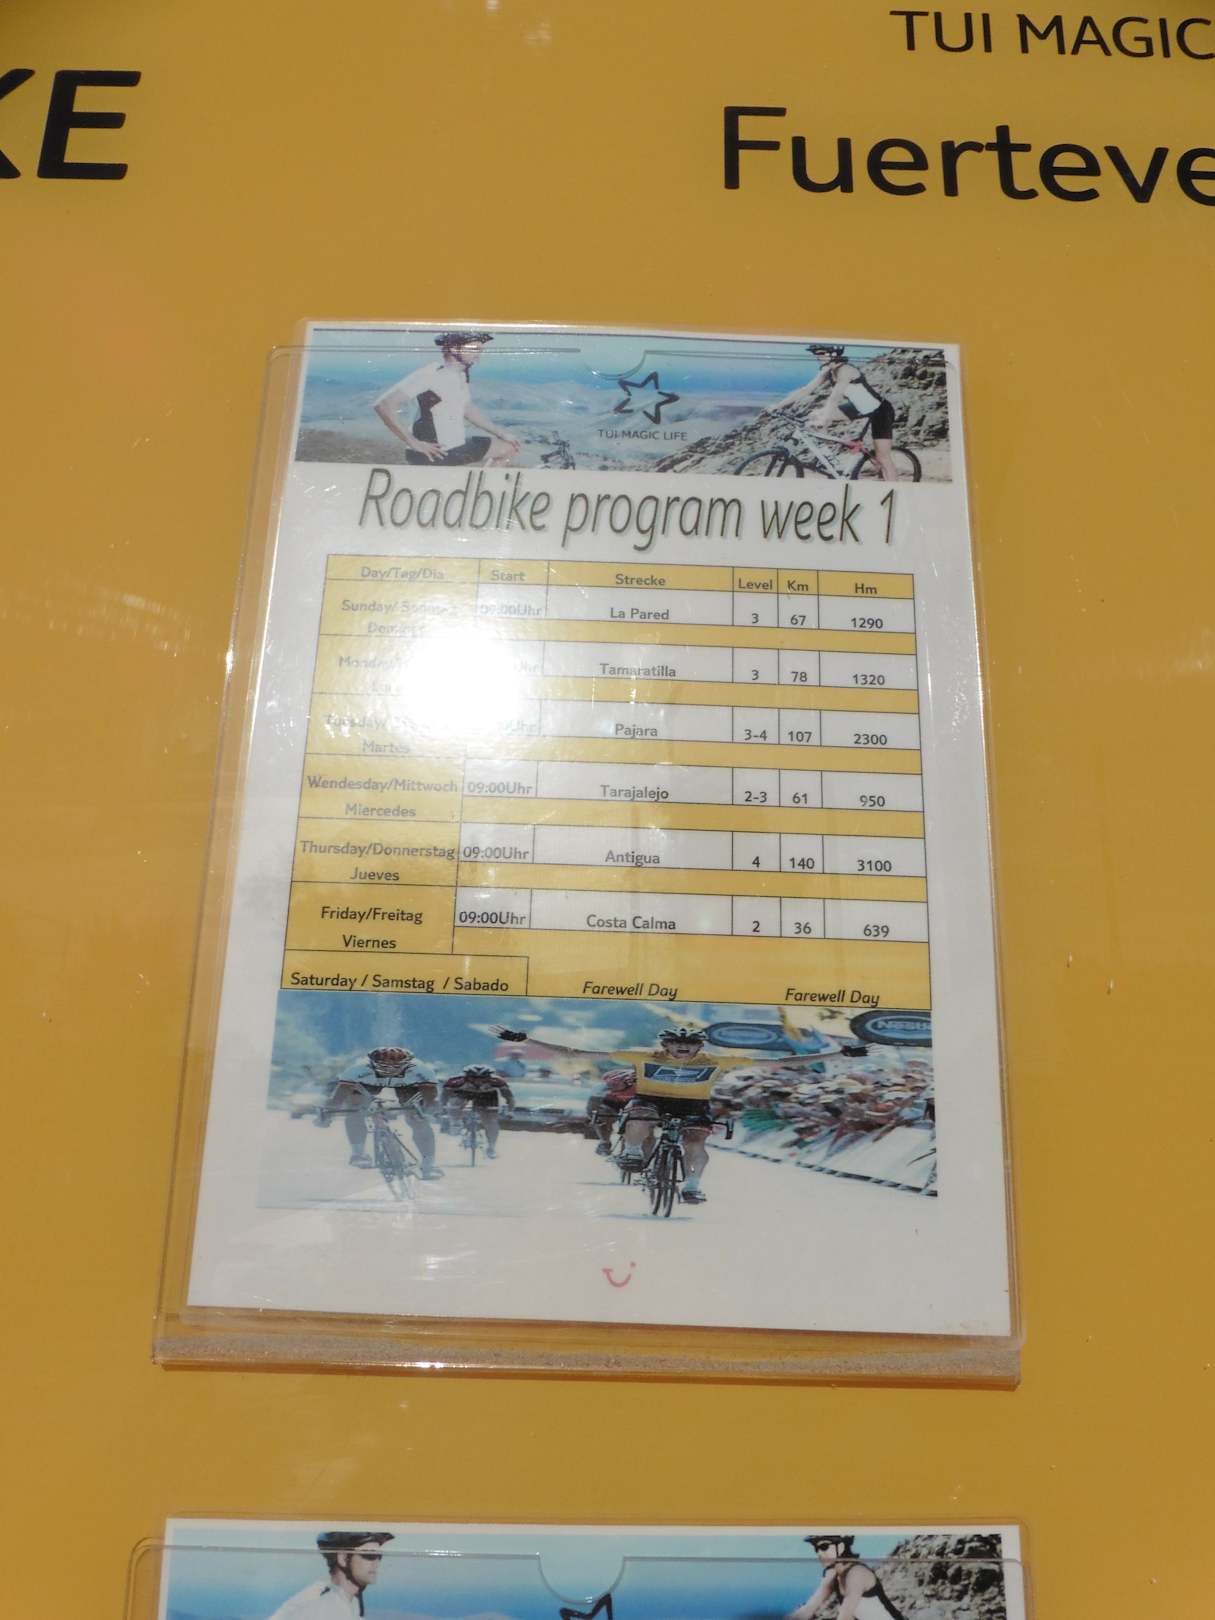 TUI MAGIC
KE
Fuerteve
TUI MAGIC LIFE
Roadbike program week 1
Day/Tag/Dia Start Strecke Level Km Hm
Sunday/ 09:00Uhr La Pared 3 67 1290
Tamaratilla 3 78 1320
Pajara 3-4 107 2300
Martes
Wendesday/Mittwoch 09:00Uhr Tarajalejo 2-3 61 950
Miercedes
Thursday/Donnerstag 09:00Uhr Antigua 4 140 3100
Jueves
Friday/Freitag 09:00Uhr Costa Calma 2 36 639
Viernes
Saturday / Samstag / Sabado Farewell Day Farewell Day